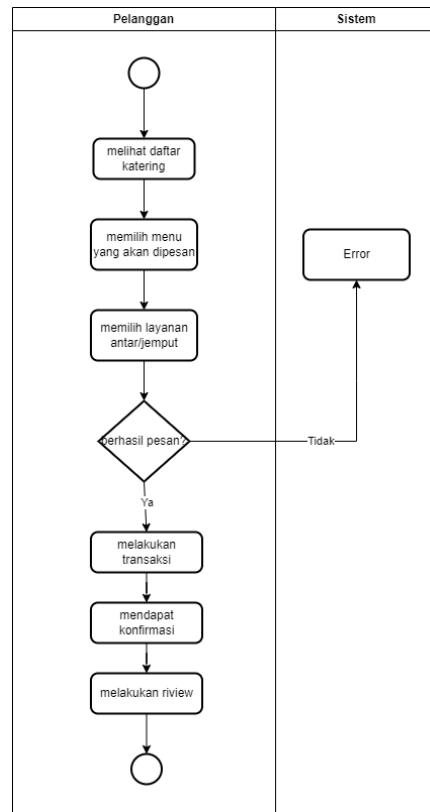 Pelanggan
Sistem
melihat daftar
katering
memilih menu
yang akan dipesan
Error
memilih layanan
antar/jemput
berhasil pesan?
Tidak
Ya
melakukan
transaksi
mendapat
konfirmasi
melakukan riview